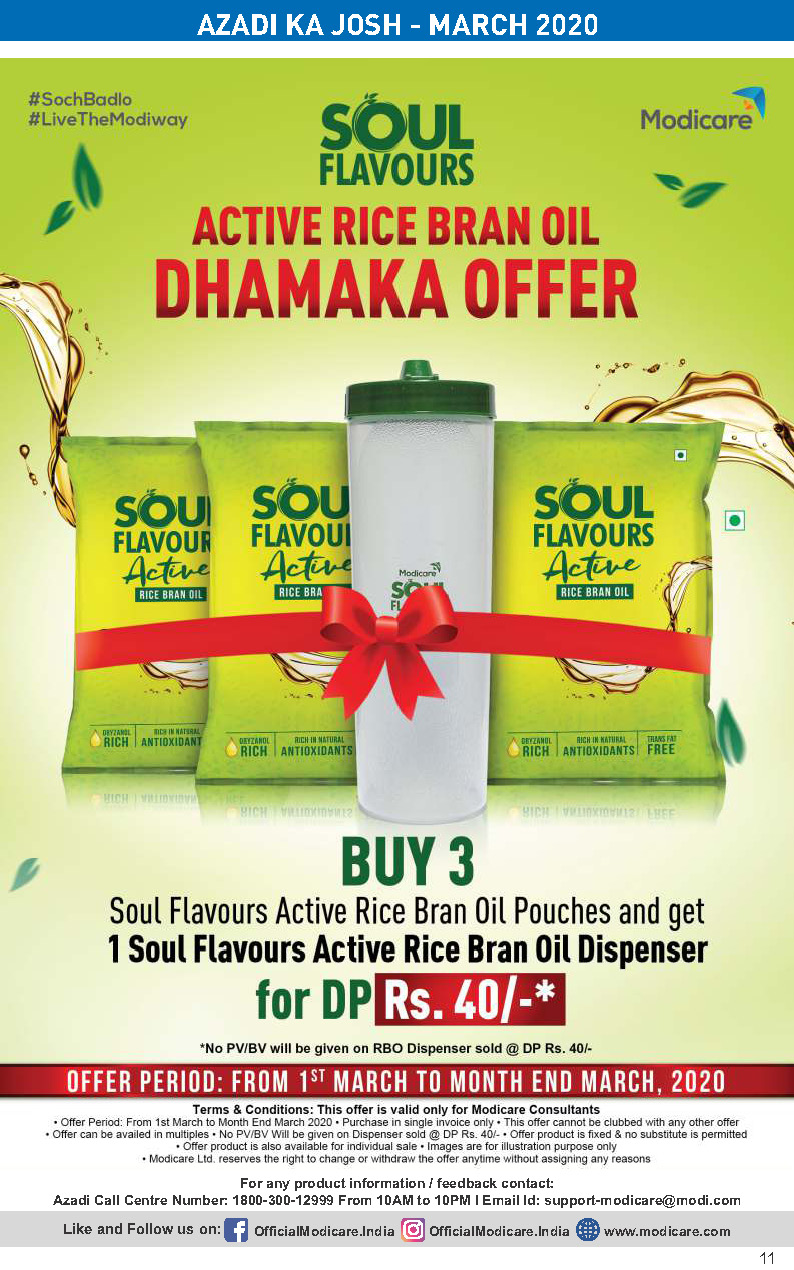 AZADI KA JOSH - MARCH 2020
#SochBadlo
#LiveTheModiway
SOUL
FLAVOURS
Modicare
ACTIVE RICE BRAN OIL
DHAMAKA OFFER
SOU
FLAVOUR
Active
RICE BRAN OIL
ORYZANOL
RICH
RICH IN NATURAL
ANTIOXIDANT
SOU
FLAVOU
Active
RICE BRA
ORYZANOL
RICH
RICH IN NATURAL
ANTIOXIDANTS
Modicare
SOUL
FL
SOUL
FLAVOURS
Active
RICE BRAN OIL
ORYZANOL
RICH
RICH IN NATURAL
ANTIOXIDANTS
TRANS FAT
FREE
BUY 3
Soul Flavours Active Rice Bran Oil Pouches and get
1 Soul Flavours Active Rice Bran Oil Dispenser
for DP Rs. 40/-*
*No PV/BV will be given on RBO Dispenser sold @ DP Rs. 40/-
OFFER PERIOD: FROM 1ST MARCH TO MONTH END MARCH, 2020
Terms & Conditions: This offer is valid only for Modicare Consultants
• Offer Period: From 1st March to Month End March 2020 • Purchase in single invoice only • This offer cannot be clubbed with any other offer
• Offer can be availed in multiples • No PV/BV Will be given on Dispenser sold @ DP Rs. 40/- • Offer product is fixed & no substitute is permitted
• Offer product is also available for individual sale • Images are for illustration purpose only
• Modicare Ltd. reserves the right to change or withdraw the offer anytime without assigning any reasons
For any product information / feedback contact:
Azadi Call Centre Number: 1800-300-12999 From 10AM to 10PM I Email Id: support-modicare@modi.com
Like and Follow us on: OfficialModicare.India OfficialModicare.India www.modicare.com
11